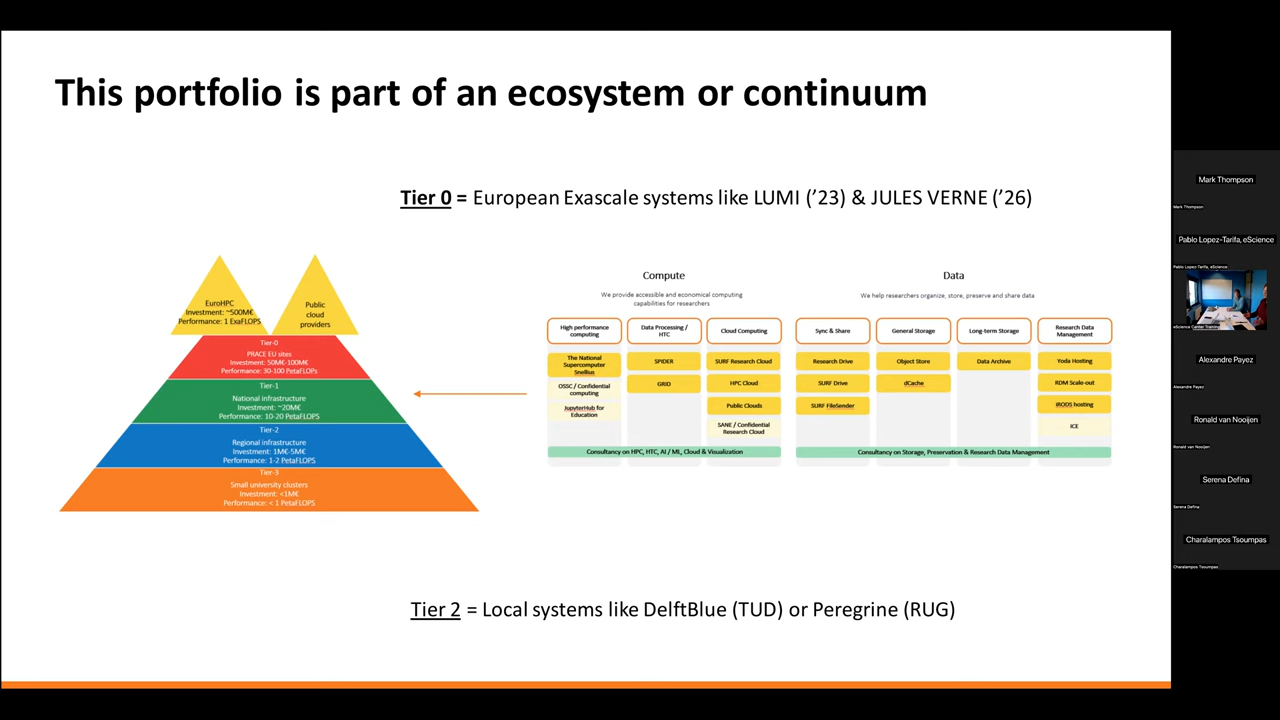 This portfolio is part of an ecosystem or continuum
Tier 0 = European Exascale systems like LUMI ('23) & JULES VERNE ('26)
EuroHPC
Investment: ~500M€
Performance: 1 ExaFLOPS
Public
cloud
providers
Tier-0
PRACE EU sites
Investment: 50M€-100M€
Performance: 30-100 PetaFLOPs
Tier-1
National infrastructure
Investment: ~20M€
Performance: 10-20 PetaFLOPS
Tier-2
Regional infrastructure
Investment: 1M€-5M€
Performance: 1-2 PetaFLOPS
Tier-3
Small university clusters
Investment: <1M€
Performance: < 1 PetaFLOPS
Compute
We provide accessible and economical computing
capabilities for researchers
High performance
computing
The National
Supercomputer
Snellius
OSSC / Confidential
computing
JupyterHub for
Education
Data Processing /
HTC
SPIDER
GRID
Cloud Computing
SURF Research Cloud
HPC Cloud
Public Clouds
SANE / Confidential
Research Cloud
Consultancy on HPC, HTC, AI / ML, Cloud & Visualization
Data
We help researchers organize, store, preserve and share data
Sync & Share
Research Drive
SURF Drive
SURF FileSender
General Storage
Object Store
dCache
Long-term Storage
Data Archive
Research Data
Management
Yoda Hosting
RDM Scale-out
iRODS hosting
ICE
Consultancy on Storage, Preservation & Research Data Management
Tier 2 = Local systems like DelftBlue (TUD) or Peregrine (RUG)
Mark Thompson
Mark Thompson
Pablo Lopez-Tarifa, eScience
Pablo Lopez-Tarifa, eScience
eScience Center Training
Alexandre Payez
Alexandre Payez
Ronald van Nooijen
Ronald van Nooijen
Serena Defina
Serena Defina
Charalampos Tsoumpas
Charalampos Tsoumpas